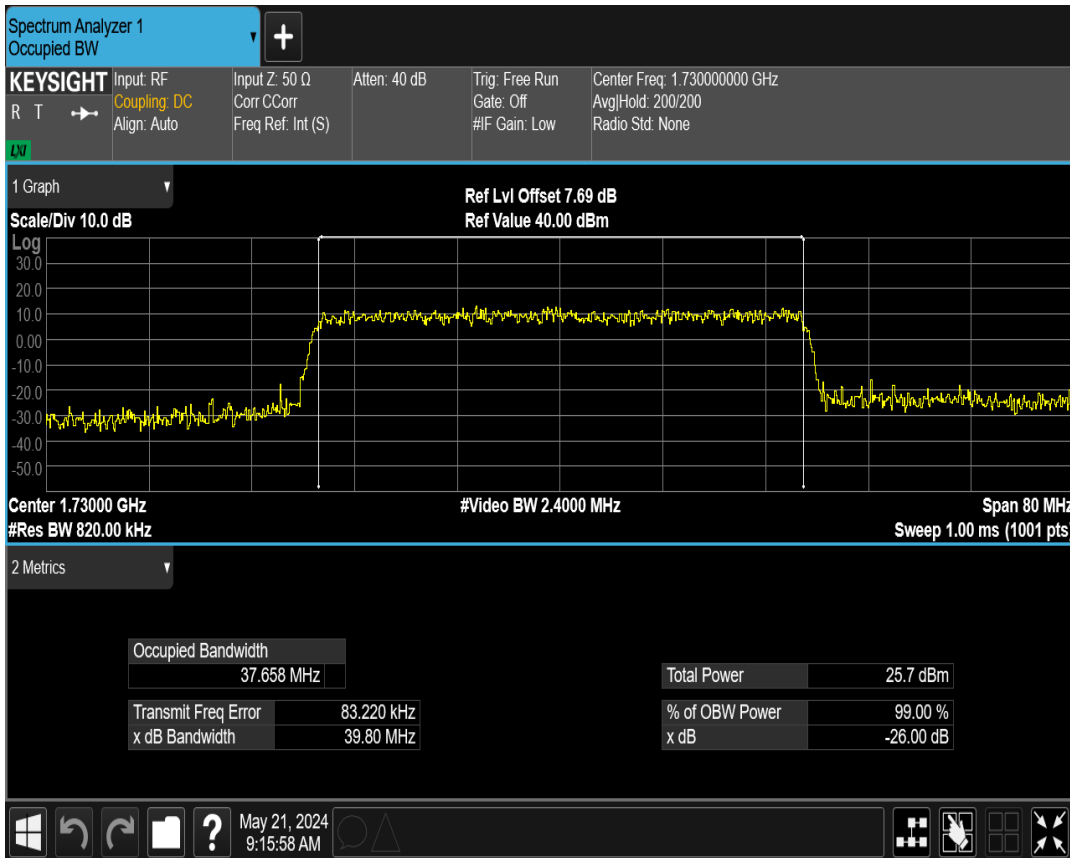 Spectrum Analyzer 1
Occupied BW
+
KEYSIGHT
R T
LXI
Input: RF
Coupling: DC
Align: Auto
Input Z: 50 Ω
Corr CCorr
Freq Ref: Int (S)
Atten: 40 dB
Trig: Free Run
Gate: Off
#IF Gain: Low
Center Freq: 1.730000000 GHz
Avg|Hold: 200/200
Radio Std: None
1 Graph
Scale/Div 10.0 dB
Ref Lvl Offset 7.69 dB
Ref Value 40.00 dBm
Log
30.0
20.0
10.0
0.00
-10.0
-20.0
-30.0
-40.0
-50.0
Center 1.73000 GHz
#Video BW 2.4000 MHz
Span 80 MHz
#Res BW 820.00 kHz
Sweep 1.00 ms (1001 pts)
2 Metrics
Occupied Bandwidth
37.658 MHz
Total Power 25.7 dBm
Transmit Freq Error 83.220 kHz
% of OBW Power 99.00 %
x dB Bandwidth 39.80 MHz
x dB -26.00 dB
?
May 21, 2024
9:15:58 AM